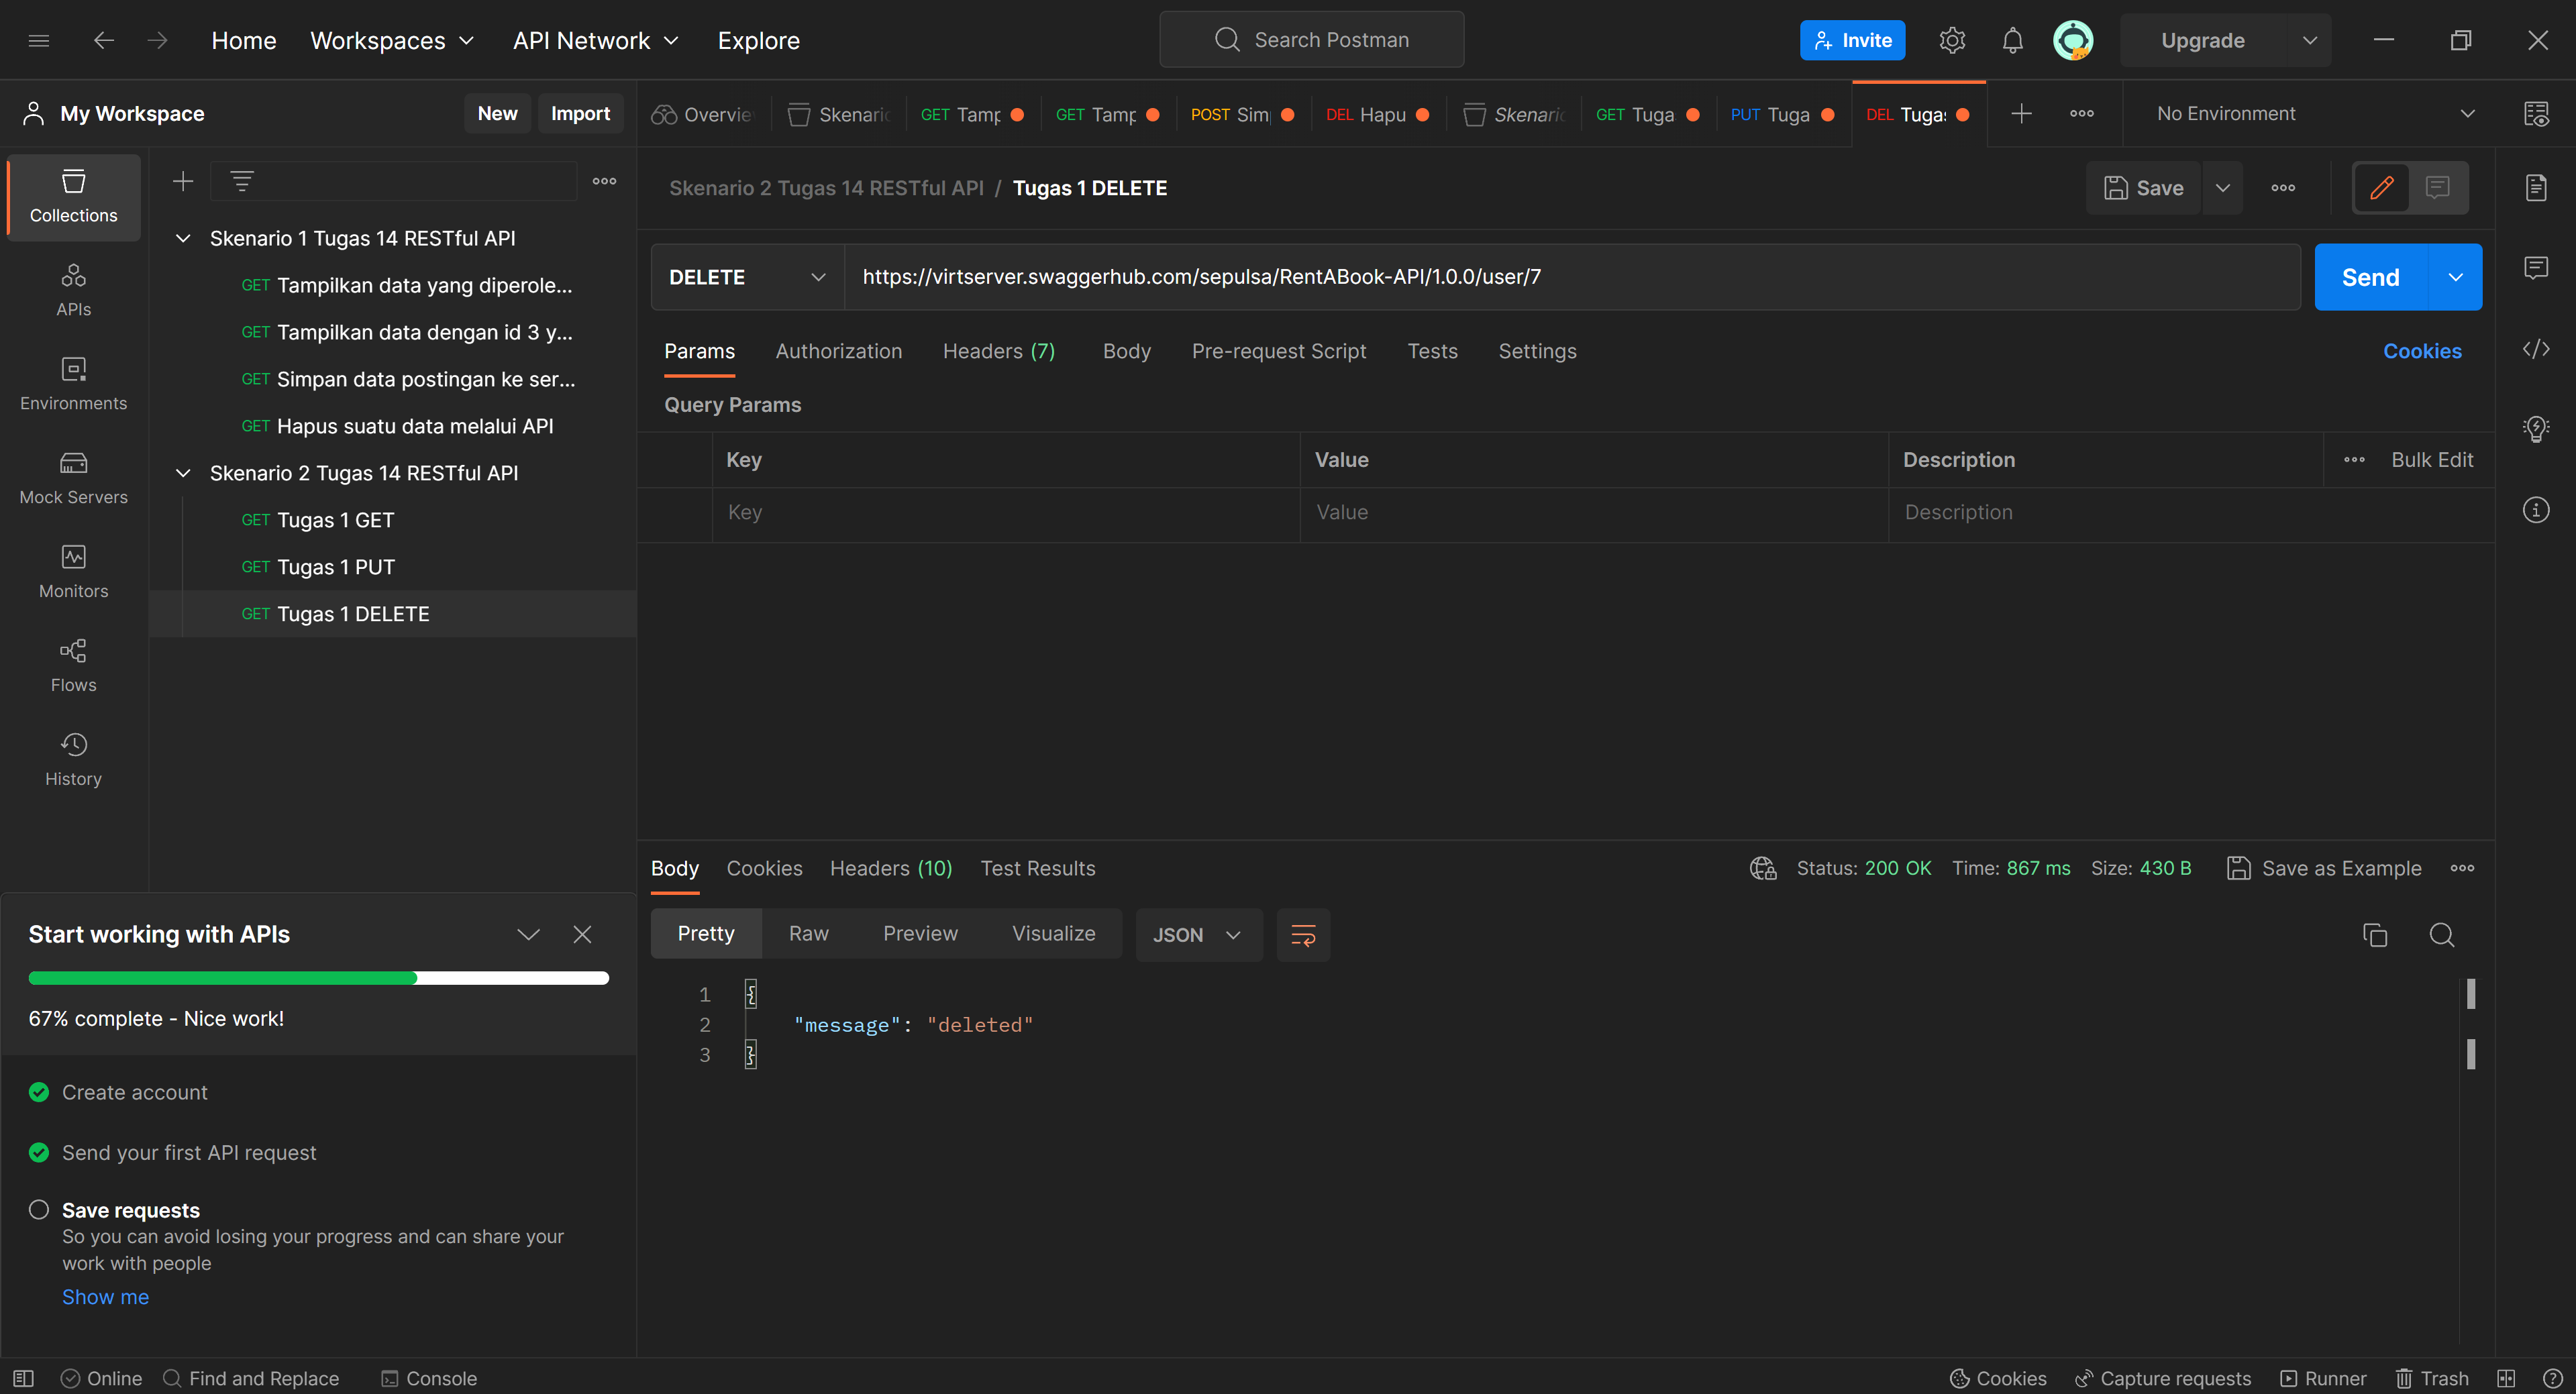 Home Workspaces API Network Explore Search Postman Invite Upgrade
My Workspace New Import
Overvie Skenaric GET Tamp GET Tamp POST Sim DEL Hapu Skenaric GET Tuga PUT Tuga DEL Tugas No Environment
Collections
APIs
Environments
Mock Servers
Monitors
Flows
History
Skenario 1 Tugas 14 RESTful API
GET Tampilkan data yang diperole...
GET Tampilkan data dengan id 3 y...
GET Simpan data postingan ke ser...
GET Hapus suatu data melalui API
Skenario 2 Tugas 14 RESTful API
GET Tugas 1 GET
GET Tugas 1 PUT
GET Tugas 1 DELETE
Skenario 2 Tugas 14 RESTful API / Tugas 1 DELETE Save
DELETE https://virtserver.swaggerhub.com/sepulsa/RentABook-API/1.0.0/user/7 Send
Params Authorization Headers (7) Body Pre-request Script Tests Settings Cookies
Query Params
Key Value Description Bulk Edit
Key Value Description
Body Cookies Headers (10) Test Results Status: 200 OK Time: 867 ms Size: 430 B Save as Example
Pretty Raw Preview Visualize JSON
1 {
2 "message": "deleted"
3 }
Start working with APIs
67% complete - Nice work!
Create account
Send your first API request
Save requests
So you can avoid losing your progress and can share your
work with people
Show me
Online Find and Replace Console Cookies Capture requests Runner Trash